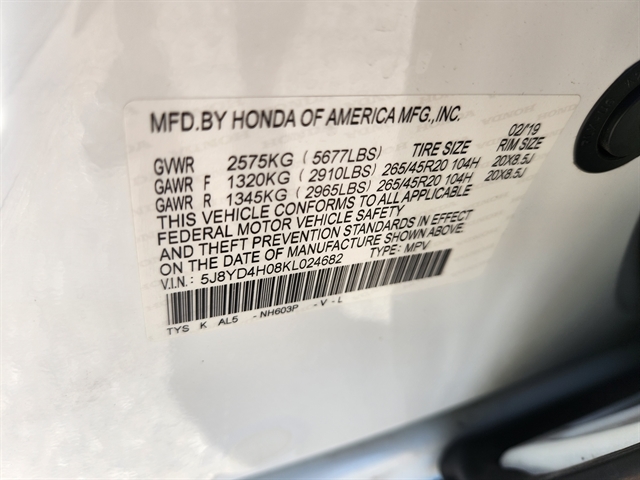 MFD.BY HONDA OF AMERICA MFG.,INC. 02/19
GVWR 2575KG (5677LBS) TIRE SIZE RIM SIZE
GAWR F 1320KG (2910LBS) 265/45R20 104H 20X8.5J
GAWR R 1345KG (2965LBS) 265/45R20 104H 20X8.5J
THIS VEHICLE CONFORMS TO ALL APPLICABLE
FEDERAL MOTOR VEHICLE SAFETY
AND THEFT PREVENTION STANDARDS IN EFFECT
ON THE DATE OF MANUFACTURE SHOWN ABOVE.
V.I.N.: 5J8YD4H08KL024682 TYPE: MPV
TYS K AL5 -NH603P -V-L